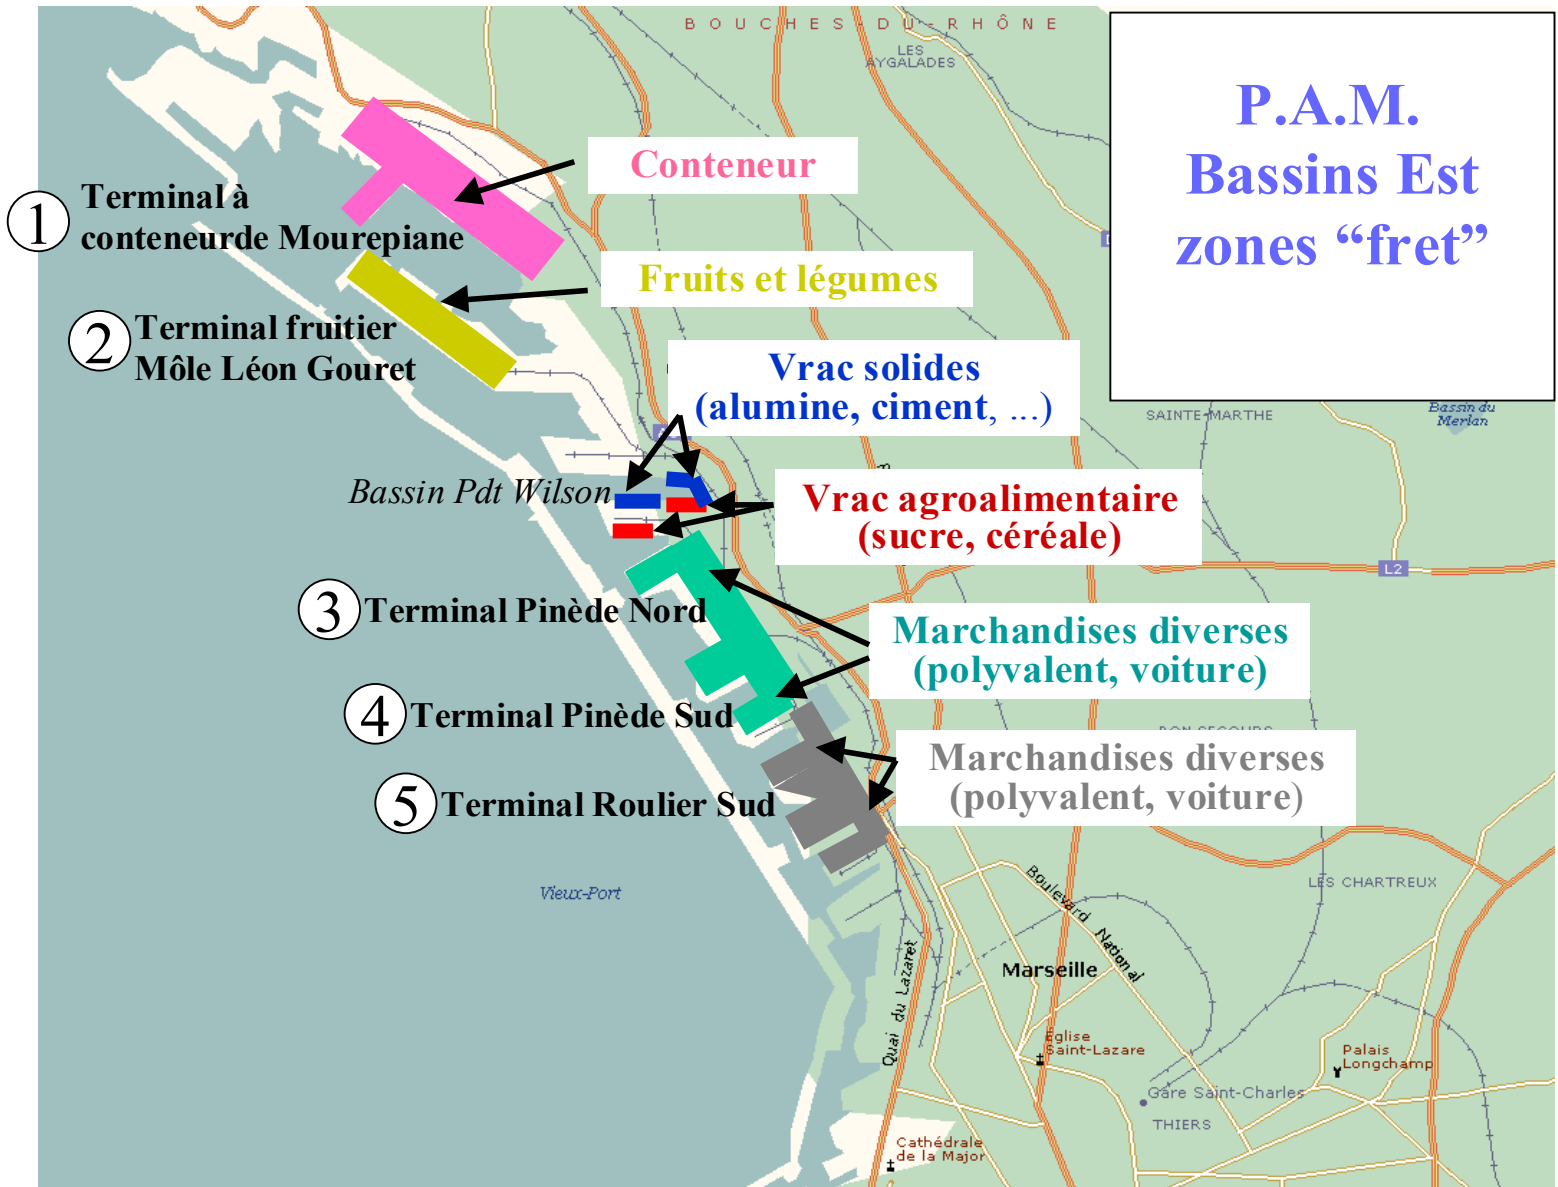 BOUCHES-DU-RHÔNE
LES
AYGALADES
P.A.M.
Bassins Est
zones “fret”
Conteneur
1
Terminal à
conteneurde Mourepiane
Fruits et légumes
2
Terminal fruitier
Môle Léon Gouret
Vrac solides
(alumine, ciment, ...)
SAINTE-MARTHE
Bassin du
Merlan
Bassin Pdt Wilson
Vrac agroalimentaire
(sucre, céréale)
L2
3
Terminal Pinède Nord
Marchandises diverses
(polyvalent, voiture)
4
Terminal Pinède Sud
Marchandises diverses
(polyvalent, voiture)
5
Terminal Roulier Sud
Vieux-Port
LES CHARTREUX
Boulevard National
Quai du Lazaret
Marseille
Église
Saint-Lazare
Palais
Longchamp
Gare Saint-Charles
THIERS
Cathédrale
de la Major